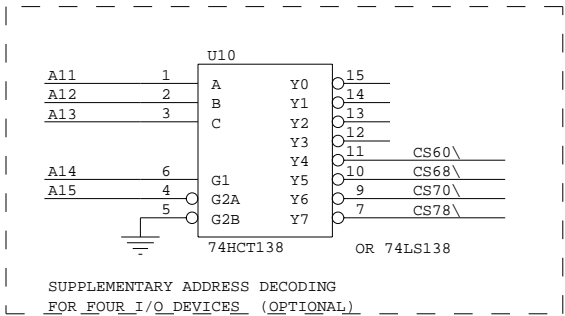 U10
A11 1 A Y0 15
A12 2 B Y1 14
A13 3 C Y2 13
Y3 12
Y4 11 CS60\
A14 6 G1 Y5 10 CS68\
A15 4 G2A Y6 9 CS70\
5 G2B Y7 7 CS78\
74HCT138 OR 74LS138
SUPPLEMENTARY ADDRESS DECODING
FOR FOUR I/O DEVICES (OPTIONAL)